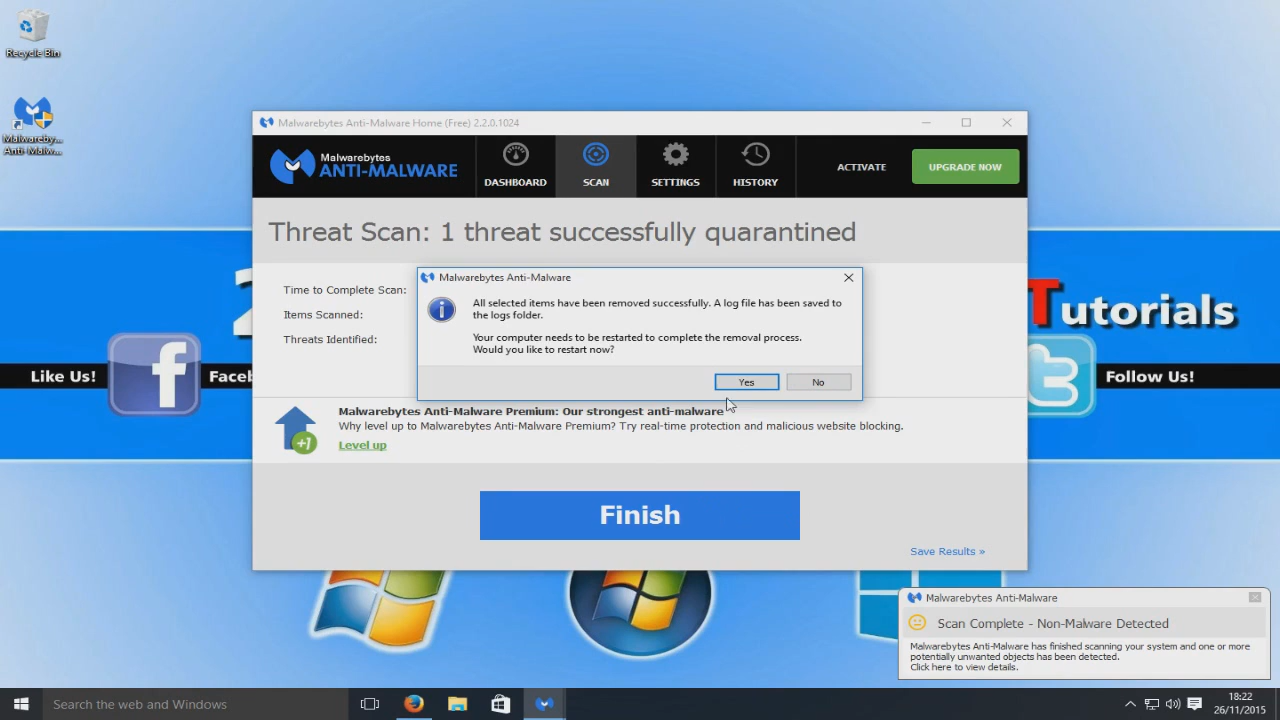 Recycle Bin
Malwareby...
Anti-Malw...
Malwarebytes Anti-Malware Home (Free) 2.2.0.1024
Malwarebytes
ANTI-MALWARE
DASHBOARD
SCAN
SETTINGS
HISTORY
ACTIVATE
UPGRADE NOW
Threat Scan: 1 threat successfully quarantined
Time to Complete Scan:
Items Scanned:
Threats Identified:
Malwarebytes Anti-Malware
All selected items have been removed successfully. A log file has been saved to
the logs folder.
Your computer needs to be restarted to complete the removal process.
Would you like to restart now?
Yes
No
2
Tutorials
Like Us!
f
Faceb
t
Follow Us!
+1
Malwarebytes Anti-Malware Premium: Our strongest anti-malware
Why level up to Malwarebytes Anti-Malware Premium? Try real-time protection and malicious website blocking.
Level up
Finish
Save Results »
Malwarebytes Anti-Malware
Scan Complete - Non-Malware Detected
Malwarebytes Anti-Malware has finished scanning your system and one or more
potentially unwanted objects has been detected.
Click here to view details.
Search the web and Windows
18:22
26/11/2015